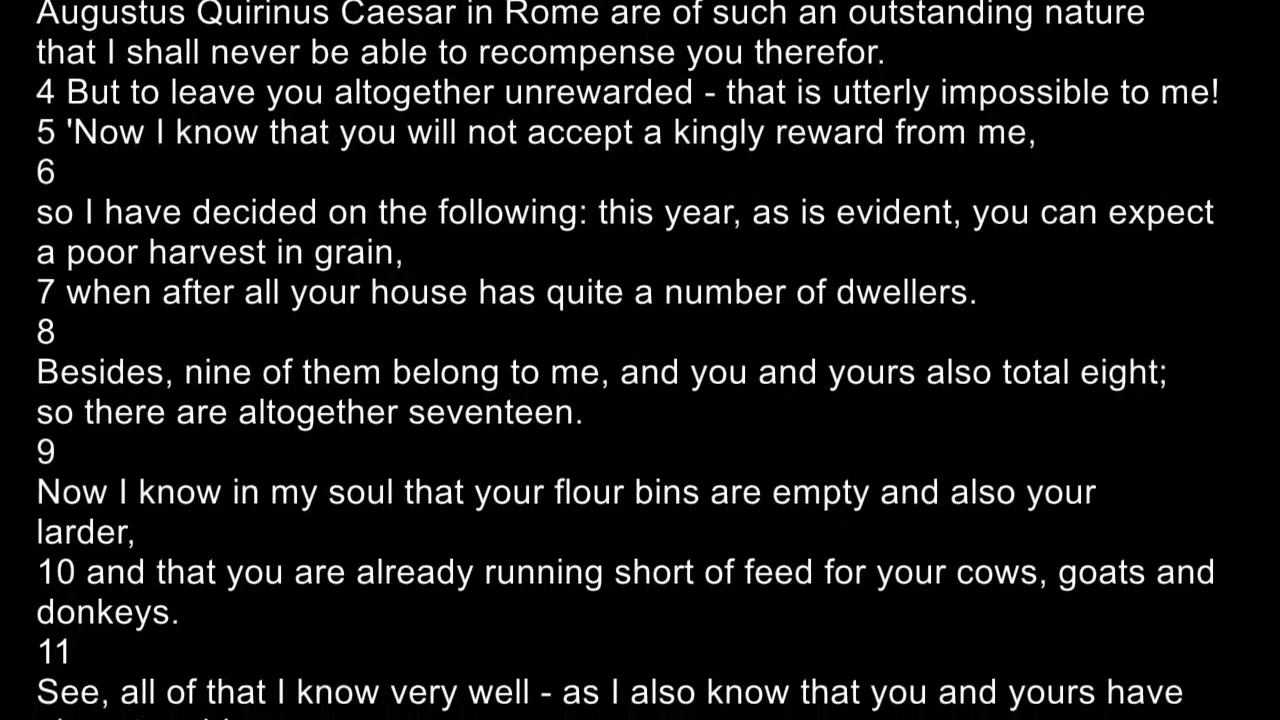 Augustus Quirinus Caesar in Rome are of such an outstanding nature
that I shall never be able to recompense you therefor.
4 But to leave you altogether unrewarded - that is utterly impossible to me!
5 'Now I know that you will not accept a kingly reward from me,
6
so I have decided on the following: this year, as is evident, you can expect
a poor harvest in grain,
7 when after all your house has quite a number of dwellers.
8
Besides, nine of them belong to me, and you and yours also total eight;
so there are altogether seventeen.
9
Now I know in my soul that your flour bins are empty and also your
larder,
10 and that you are already running short of feed for your cows, goats and
donkeys.
11
See, all of that I know very well - as I also know that you and yours have